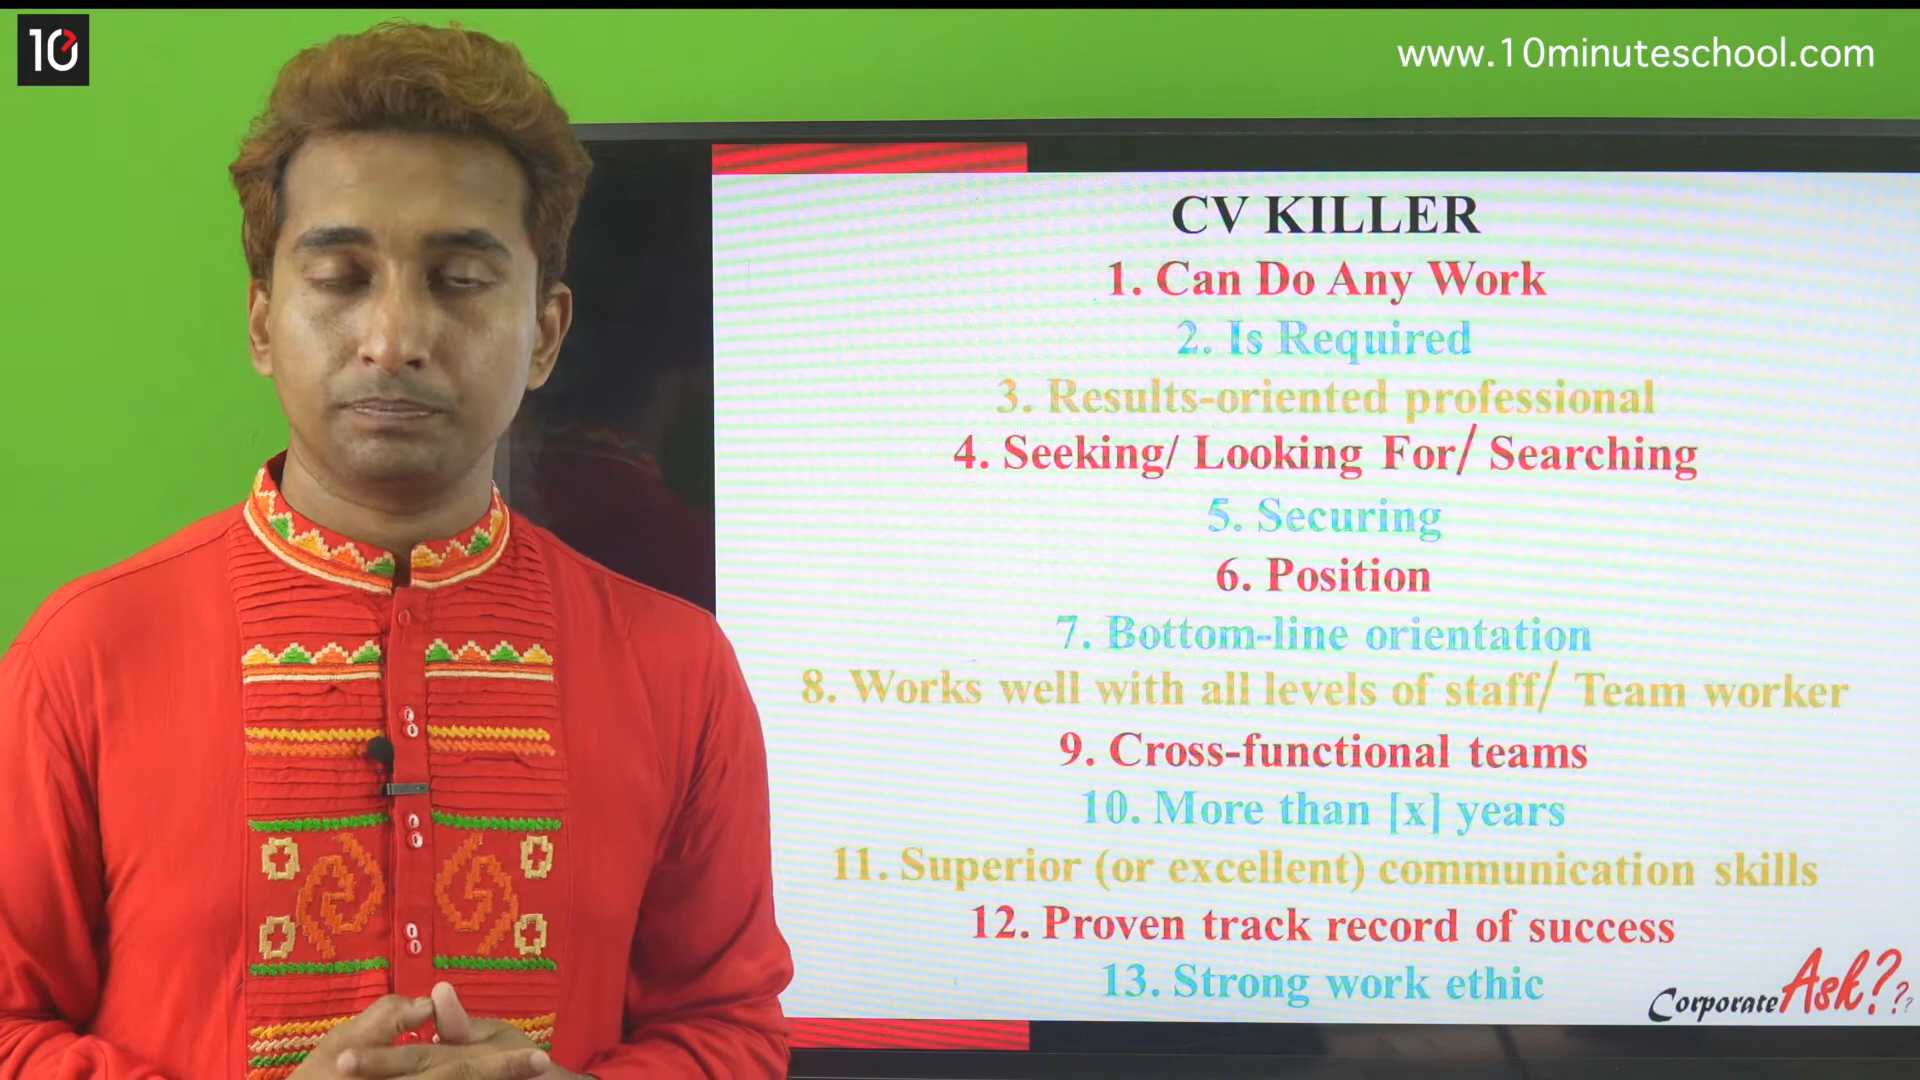 10
www.10minuteschool.com
CV KILLER
1. Can Do Any Work
2. Is Required
3. Results-oriented professional
4. Seeking/ Looking For/ Searching
5. Securing
6. Position
7. Bottom-line orientation
8. Works well with all levels of staff/ Team worker
9. Cross-functional teams
10. More than [x] years
11. Superior (or excellent) communication skills
12. Proven track record of success
13. Strong work ethic
Corporate Ask???